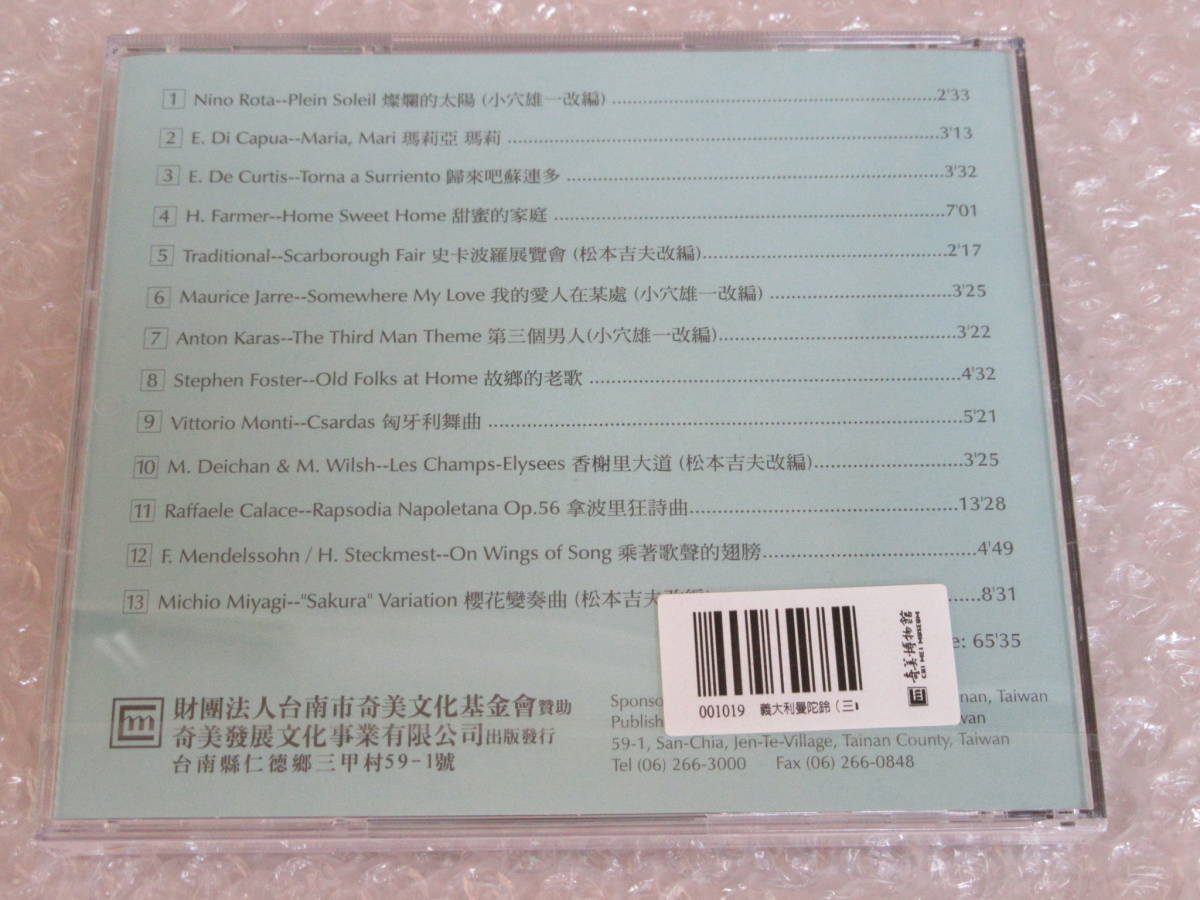 1 Nino Rota--Plein Soleil 燦爛的太陽 (小穴雄一改編) 2'33
2 E. Di Capua--Maria, Mari 瑪莉亞 瑪莉 3'13
3 E. De Curtis--Torna a Surriento 歸來吧蘇連多 3'32
4 H. Farmer--Home Sweet Home 甜蜜的家庭 7'01
5 Traditional--Scarborough Fair 史卡波羅展覽會 (松本吉夫改編) 2'17
6 Maurice Jarre--Somewhere My Love 我的愛人在某處 (小穴雄一改編) 3'25
7 Anton Karas--The Third Man Theme 第三個男人(小穴雄一改編) 3'22
8 Stephen Foster--Old Folks at Home 故鄉的老歌 4'32
9 Vittorio Monti--Csardas 匈牙利舞曲 5'21
10 M. Deichan & M. Wilsh--Les Champs-Elysees 香榭里大道 (松本吉夫改編) 3'25
11 Raffaele Calace--Rapsodia Napoletana Op.56 拿波里狂詩曲 13'28
12 F. Mendelssohn / H. Steckmest--On Wings of Song 乘著歌聲的翅膀 4'49
13 Michio Miyagi--"Sakura" Variation 櫻花變奏曲 (松本吉夫改編) 8'31
65'35
奇美博物館
CHI MEI MUSEUM
001019 義大利曼陀鈴 (三
財團法人台南市奇美文化基金會贊助
奇美發展文化事業有限公司出版發行
台南縣仁德鄉三甲村59-1號
Taiwan
59-1, San-Chia, Jen-Te-Village, Tainan County, Taiwan
Tel (06) 266-3000 Fax (06) 266-0848